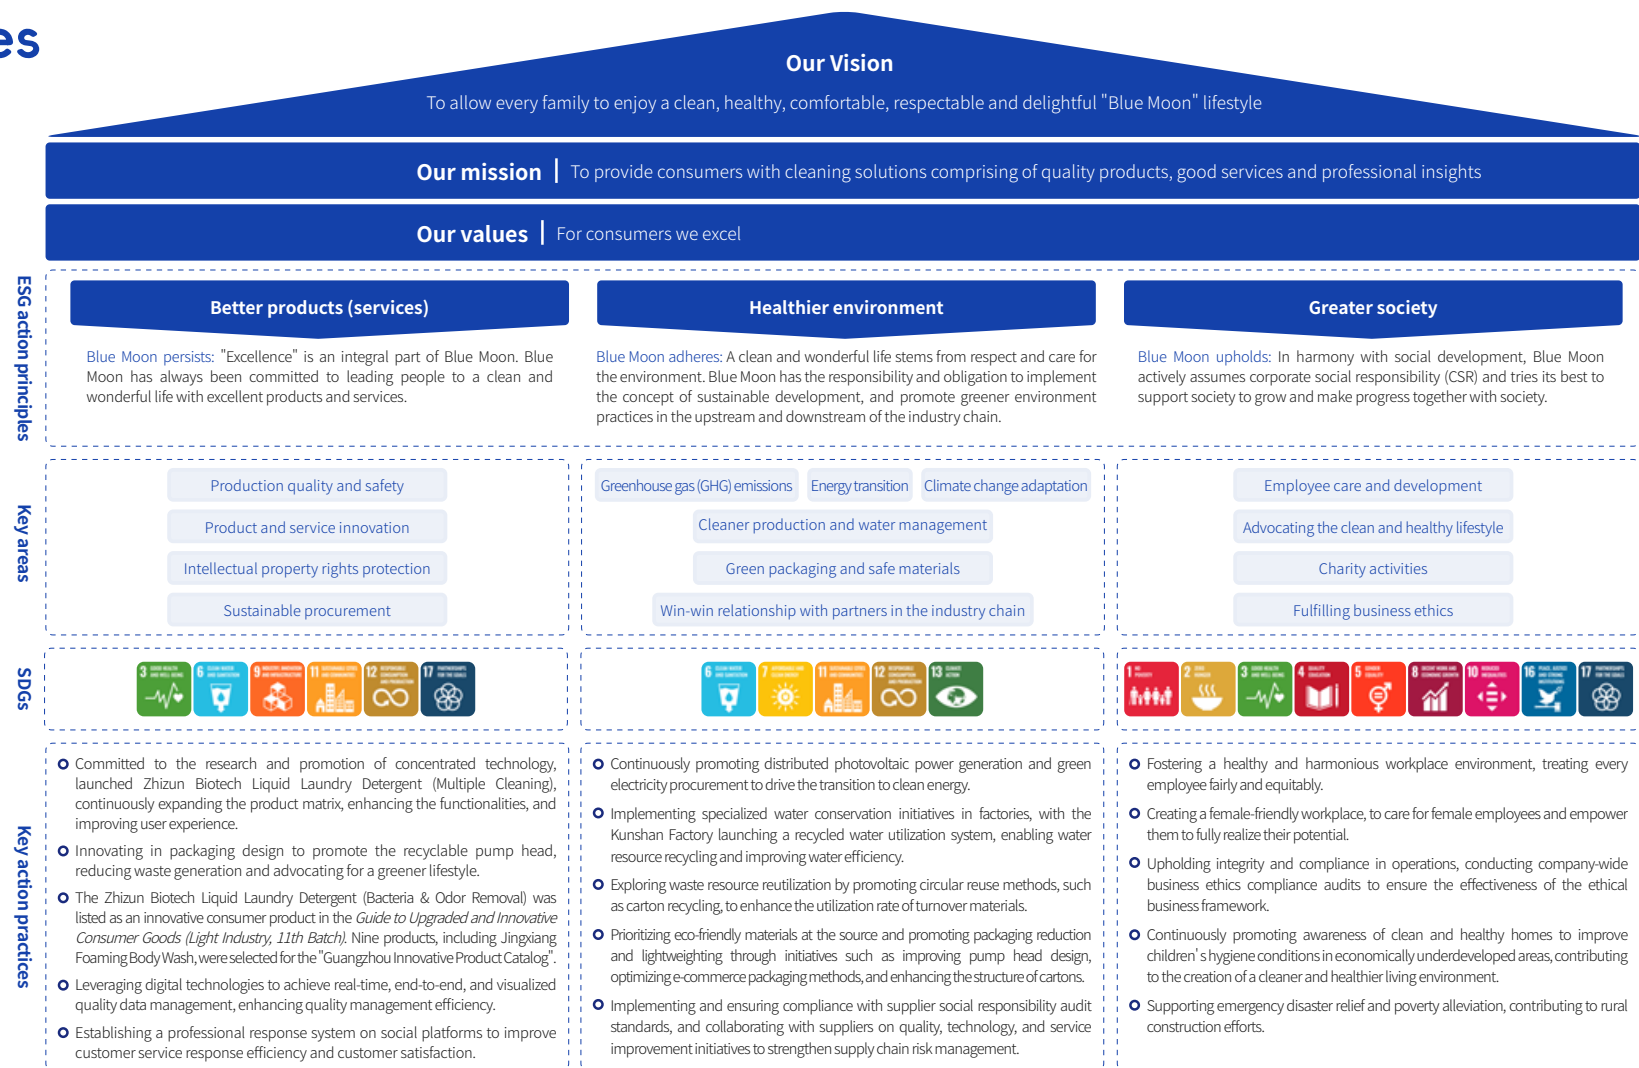 es
Our Vision
To allow every family to enjoy a clean, healthy, comfortable, respectable and delightful "Blue Moon" lifestyle
Our mission | To provide consumers with cleaning solutions comprising of quality products, good services and professional insights
Our values | For consumers we excel
ESG action principles
Better products (services)
Blue Moon persists: "Excellence" is an integral part of Blue Moon. Blue
Moon has always been committed to leading people to a clean and
wonderful life with excellent products and services.
Healthier environment
Blue Moon adheres: A clean and wonderful life stems from respect and care for
the environment. Blue Moon has the responsibility and obligation to implement
the concept of sustainable development, and promote greener environment
practices in the upstream and downstream of the industry chain.
Greater society
Blue Moon upholds: In harmony with social development, Blue Moon
actively assumes corporate social responsibility (CSR) and tries its best to
support society to grow and make progress together with society.
Key areas
Production quality and safety
Product and service innovation
Intellectual property rights protection
Sustainable procurement
Greenhouse gas (GHG) emissions
Energy transition
Climate change adaptation
Cleaner production and water management
Green packaging and safe materials
Win-win relationship with partners in the industry chain
Employee care and development
Advocating the clean and healthy lifestyle
Charity activities
Fulfilling business ethics
SDGs
3
6
9
11
12
17
6
7
11
12
13
1
2
3
4
5
8
10
16
17
Key action practices
Committed to the research and promotion of concentrated technology,
launched Zhizun Biotech Liquid Laundry Detergent (Multiple Cleaning),
continuously expanding the product matrix, enhancing the functionalities, and
improving user experience.
Innovating in packaging design to promote the recyclable pump head,
reducing waste generation and advocating for a greener lifestyle.
The Zhizun Biotech Liquid Laundry Detergent (Bacteria & Odor Removal) was
listed as an innovative consumer product in the Guide to Upgraded and Innovative
Consumer Goods (Light Industry, 11th Batch). Nine products, including Jingxiang
Foaming Body Wash, were selected for the "Guangzhou Innovative Product Catalog".
Leveraging digital technologies to achieve real-time, end-to-end, and visualized
quality data management, enhancing quality management efficiency.
Establishing a professional response system on social platforms to improve
customer service response efficiency and customer satisfaction.
Continuously promoting distributed photovoltaic power generation and green
electricity procurement to drive the transition to clean energy.
Implementing specialized water conservation initiatives in factories, with the
Kunshan Factory launching a recycled water utilization system, enabling water
resource recycling and improving water efficiency.
Exploring waste resource reutilization by promoting circular reuse methods, such
as carton recycling, to enhance the utilization rate of turnover materials.
Prioritizing eco-friendly materials at the source and promoting packaging reduction
and lightweighting through initiatives such as improving pump head design,
optimizing e-commerce packaging methods, and enhancing the structure of cartons.
Implementing and ensuring compliance with supplier social responsibility audit
standards, and collaborating with suppliers on quality, technology, and service
improvement initiatives to strengthen supply chain risk management.
Fostering a healthy and harmonious workplace environment, treating every
employee fairly and equitably.
Creating a female-friendly workplace, to care for female employees and empower
them to fully realize their potential.
Upholding integrity and compliance in operations, conducting company-wide
business ethics compliance audits to ensure the effectiveness of the ethical
business framework.
Continuously promoting awareness of clean and healthy homes to improve
children's hygiene conditions in economically underdeveloped areas, contributing
to the creation of a cleaner and healthier living environment.
Supporting emergency disaster relief and poverty alleviation, contributing to rural
construction efforts.